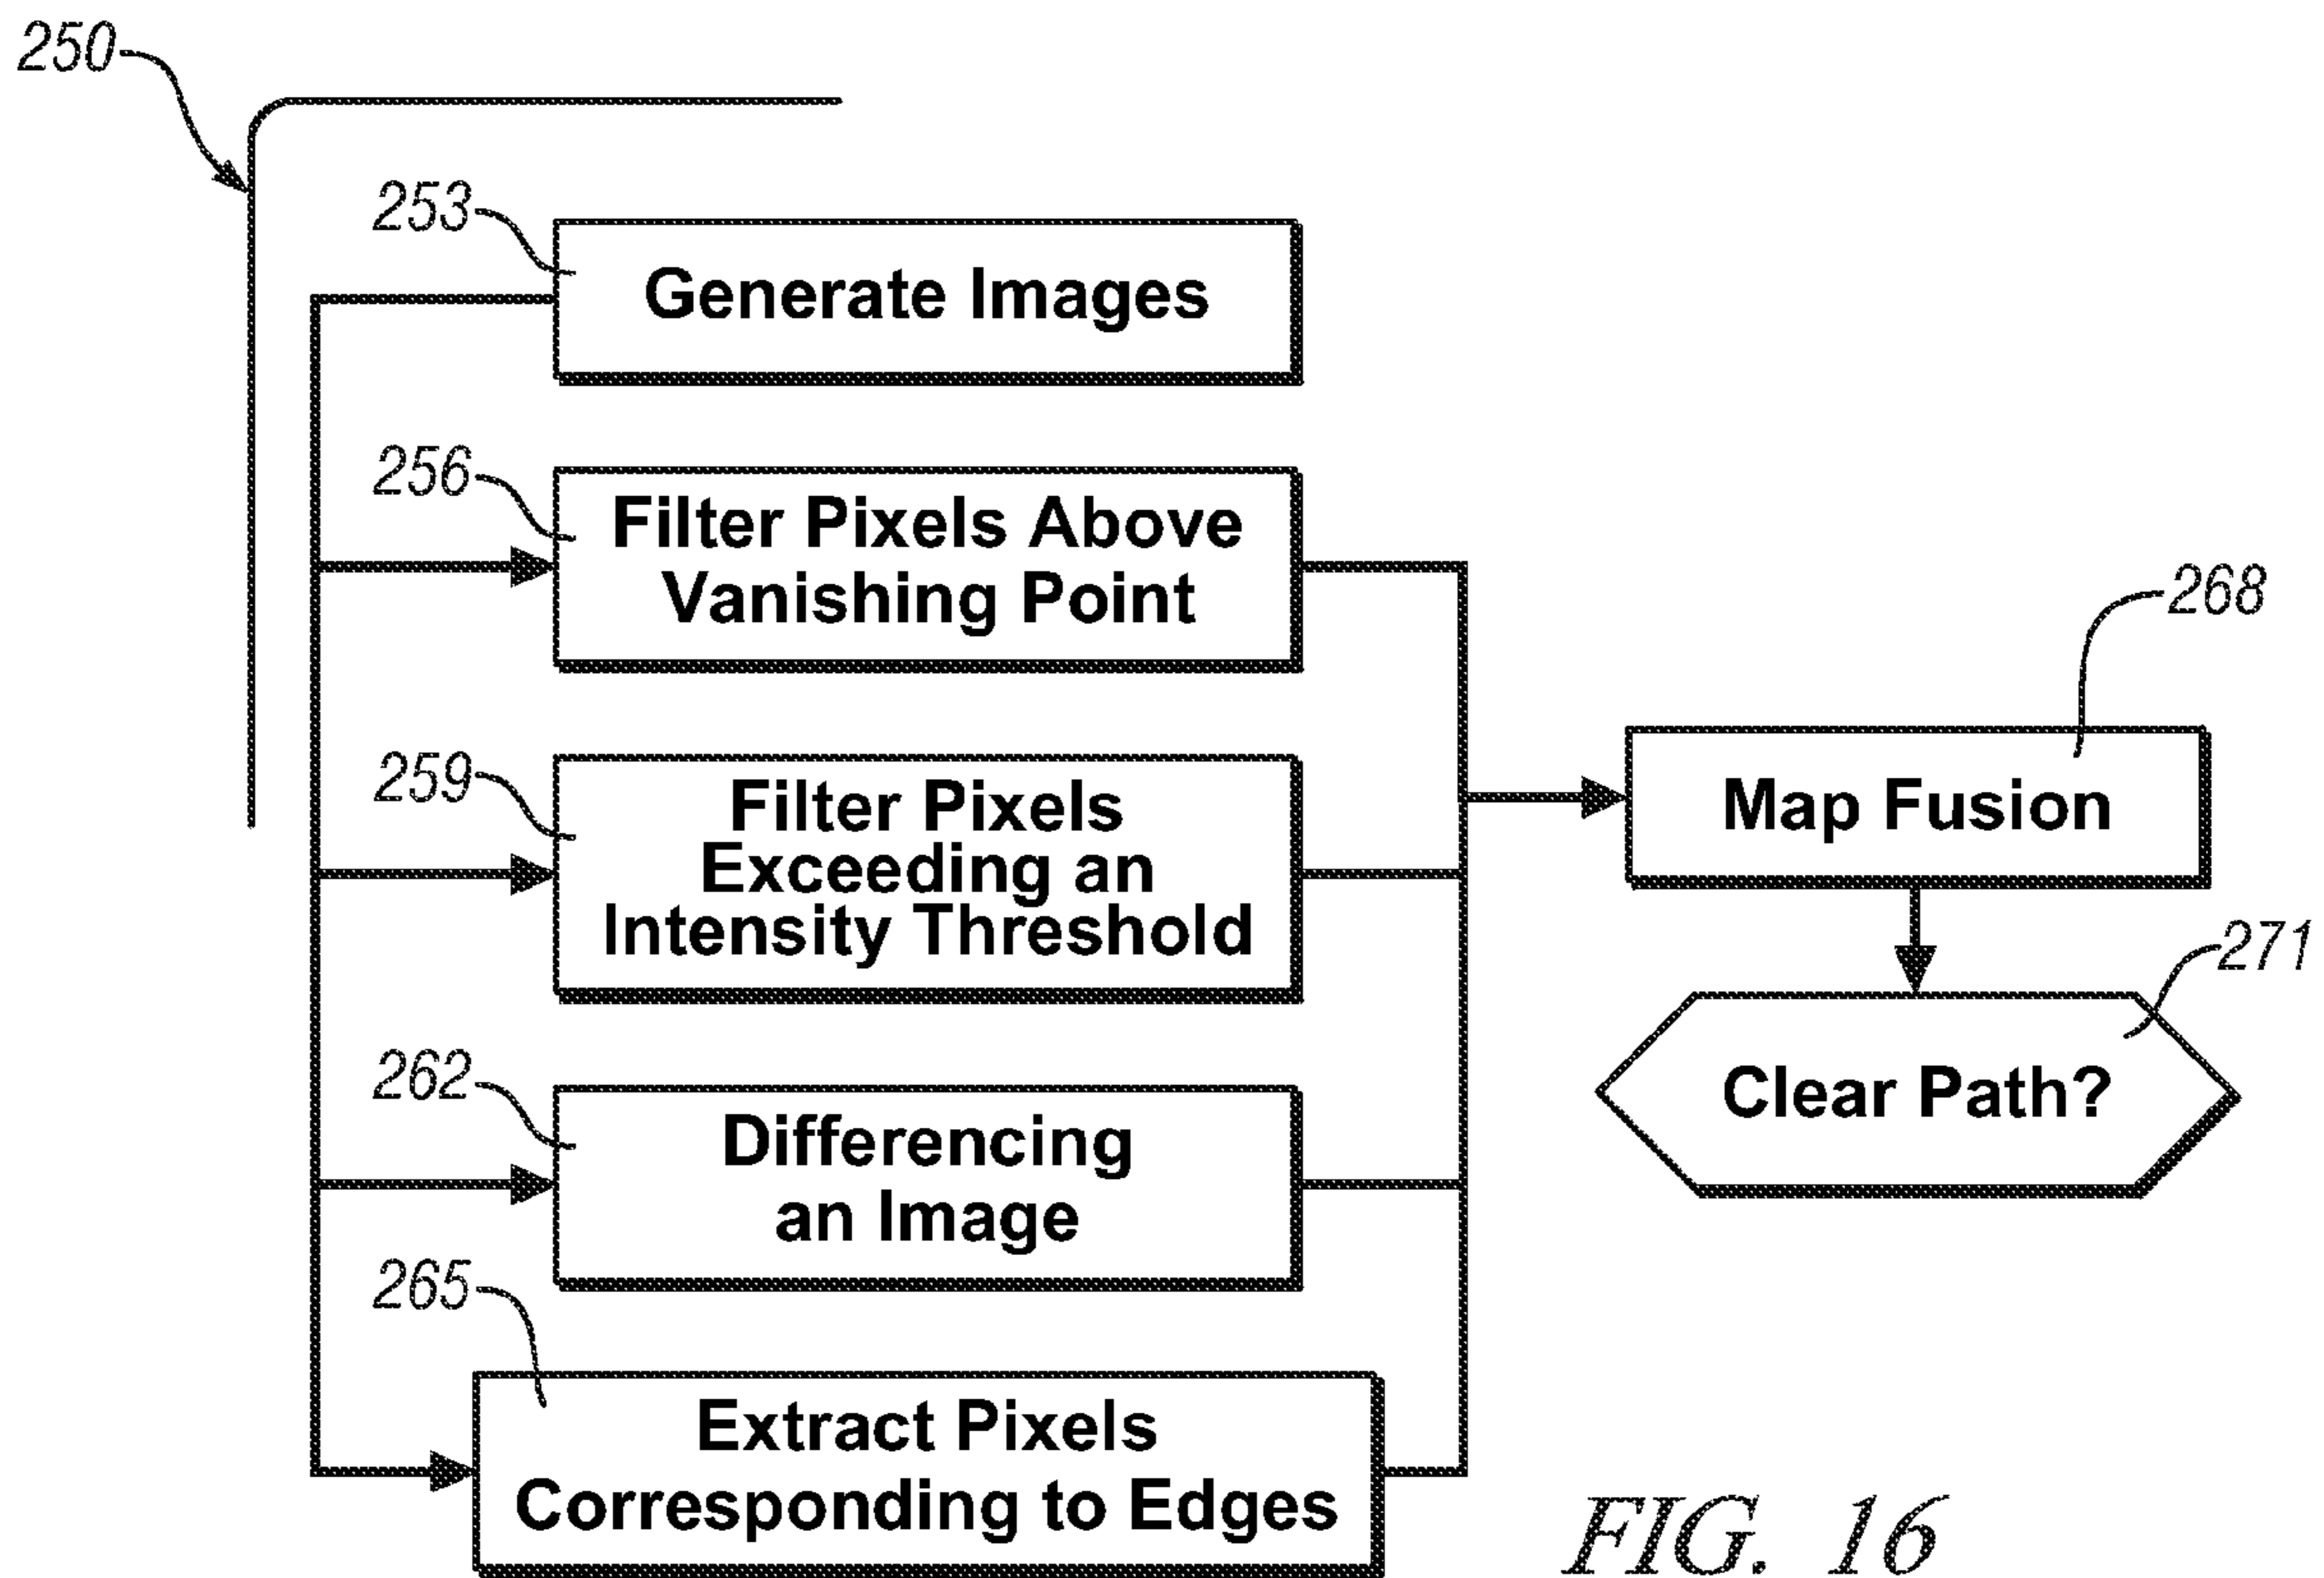 250
253
Generate Images
256
Filter Pixels Above
Vanishing Point
259
Filter Pixels
Exceeding an
Intensity Threshold
262
Differencing
an Image
265
Extract Pixels
Corresponding to Edges
268
Map Fusion
271
Clear Path?
FIG. 16